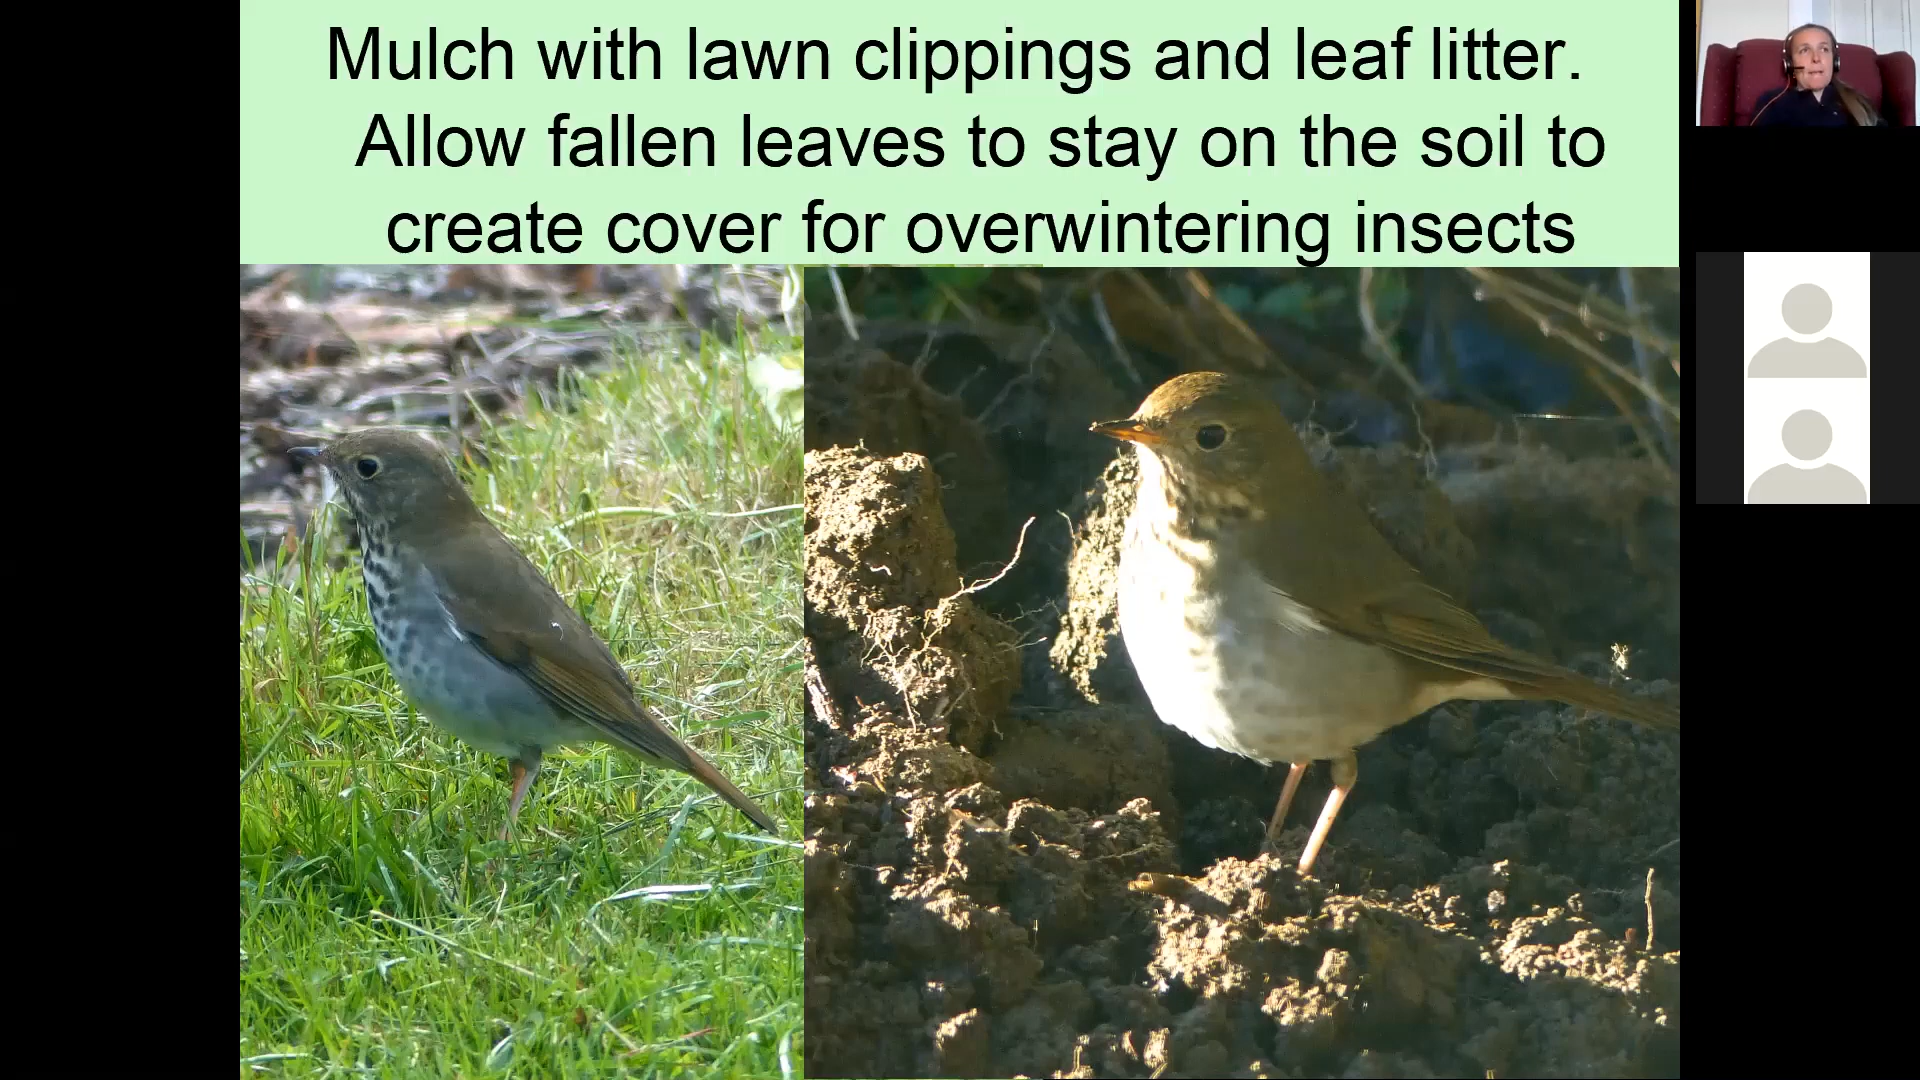 Mulch with lawn clippings and leaf litter.
Allow fallen leaves to stay on the soil to
create cover for overwintering insects